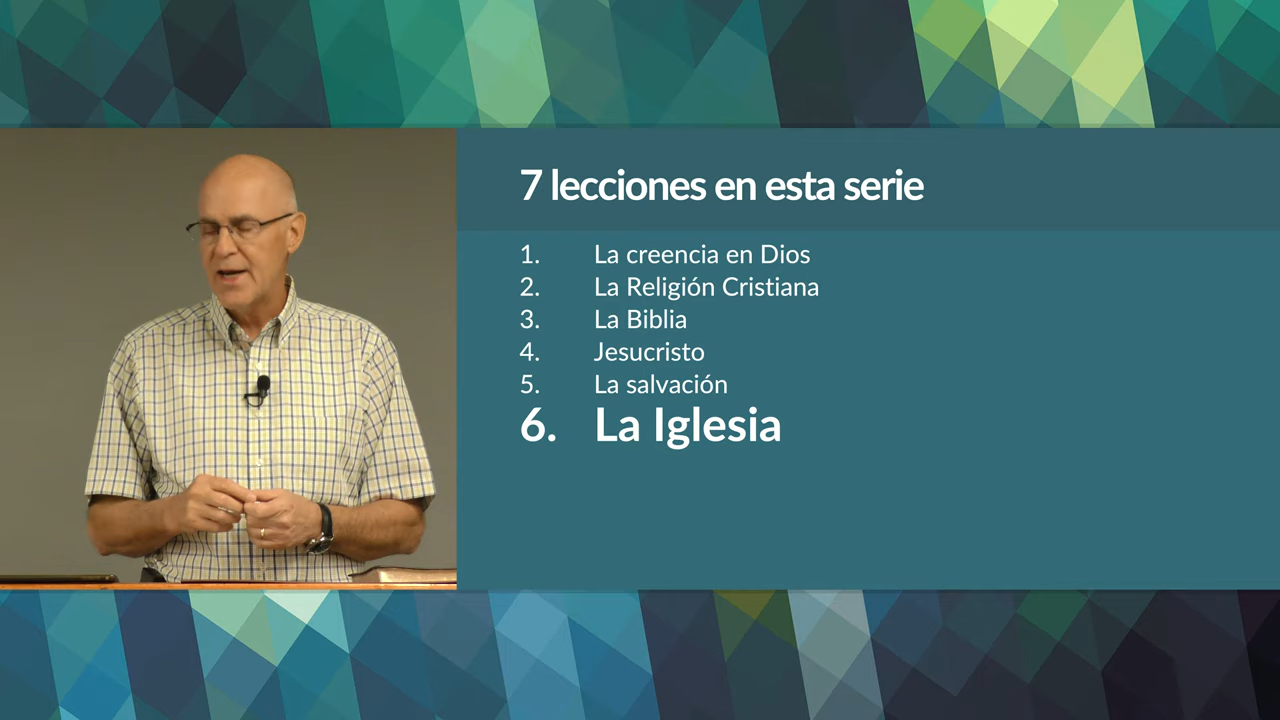 7 lecciones en esta serie
1. La creencia en Dios
2. La Religión Cristiana
3. La Biblia
4. Jesucristo
5. La salvación
6. La Iglesia